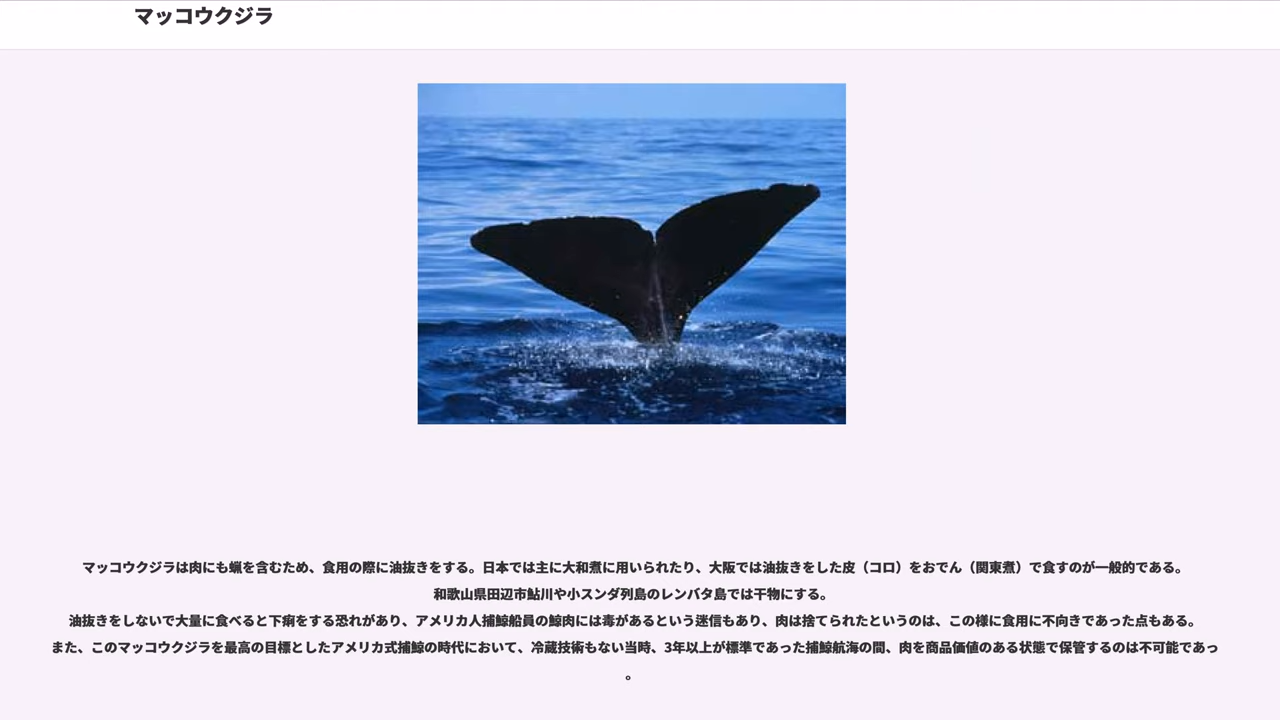 マッコウクジラ
マッコウクジラは肉にも蝋を含むため、食用の際に油抜きをする。日本では主に大和煮に用いられたり、大阪では油抜きをした皮（コロ）をおでん（関東煮）で食すのが一般的である。
和歌山県田辺市鮎川や小スンダ列島のレンバタ島では干物にする。
油抜きをしないで大量に食べると下痢をする恐れがあり、アメリカ人捕鯨船員の鯨肉には毒があるという迷信もあり、肉は捨てられたというのは、この様に食用に不向きであった点もある。
また、このマッコウクジラを最高の目標としたアメリカ式捕鯨の時代において、冷蔵技術もない当時、3年以上が標準であった捕鯨航海の間、肉を商品価値のある状態で保管するのは不可能であっ
。